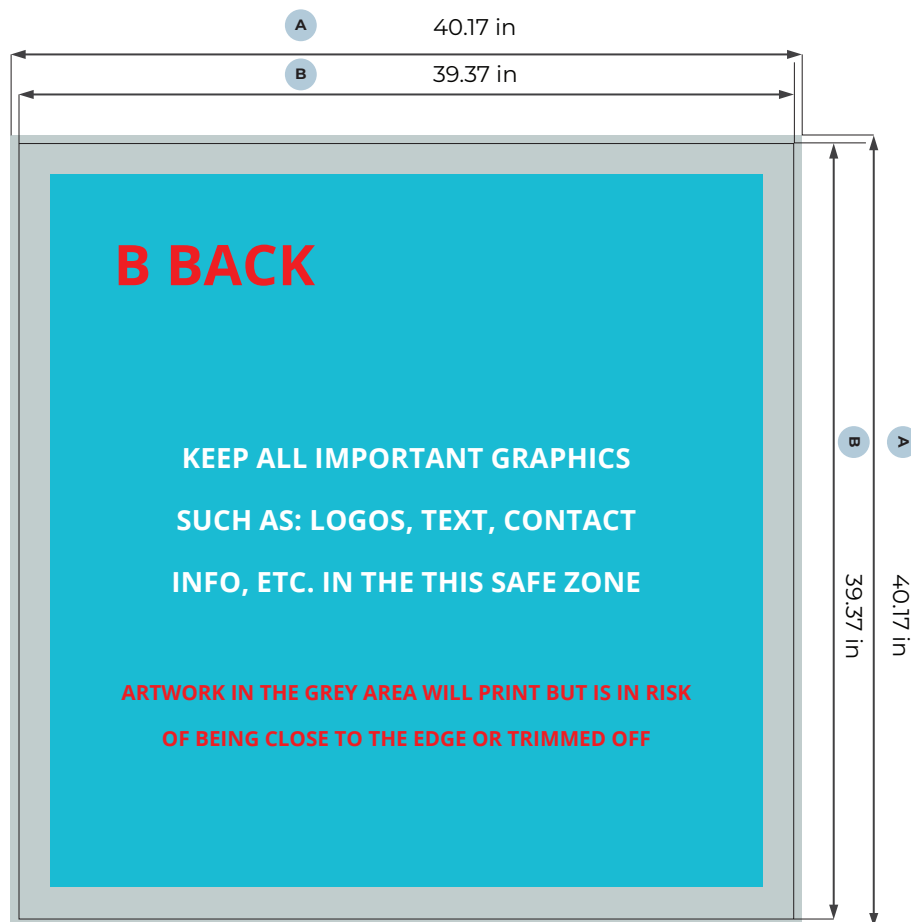 A 40.17 in
B 39.37 in
B BACK
KEEP ALL IMPORTANT GRAPHICS
SUCH AS: LOGOS, TEXT, CONTACT
INFO, ETC. IN THE THIS SAFE ZONE
ARTWORK IN THE GREY AREA WILL PRINT BUT IS IN RISK
OF BEING CLOSE TO THE EDGE OR TRIMMED OFF
B 39.37 in
A 40.17 in